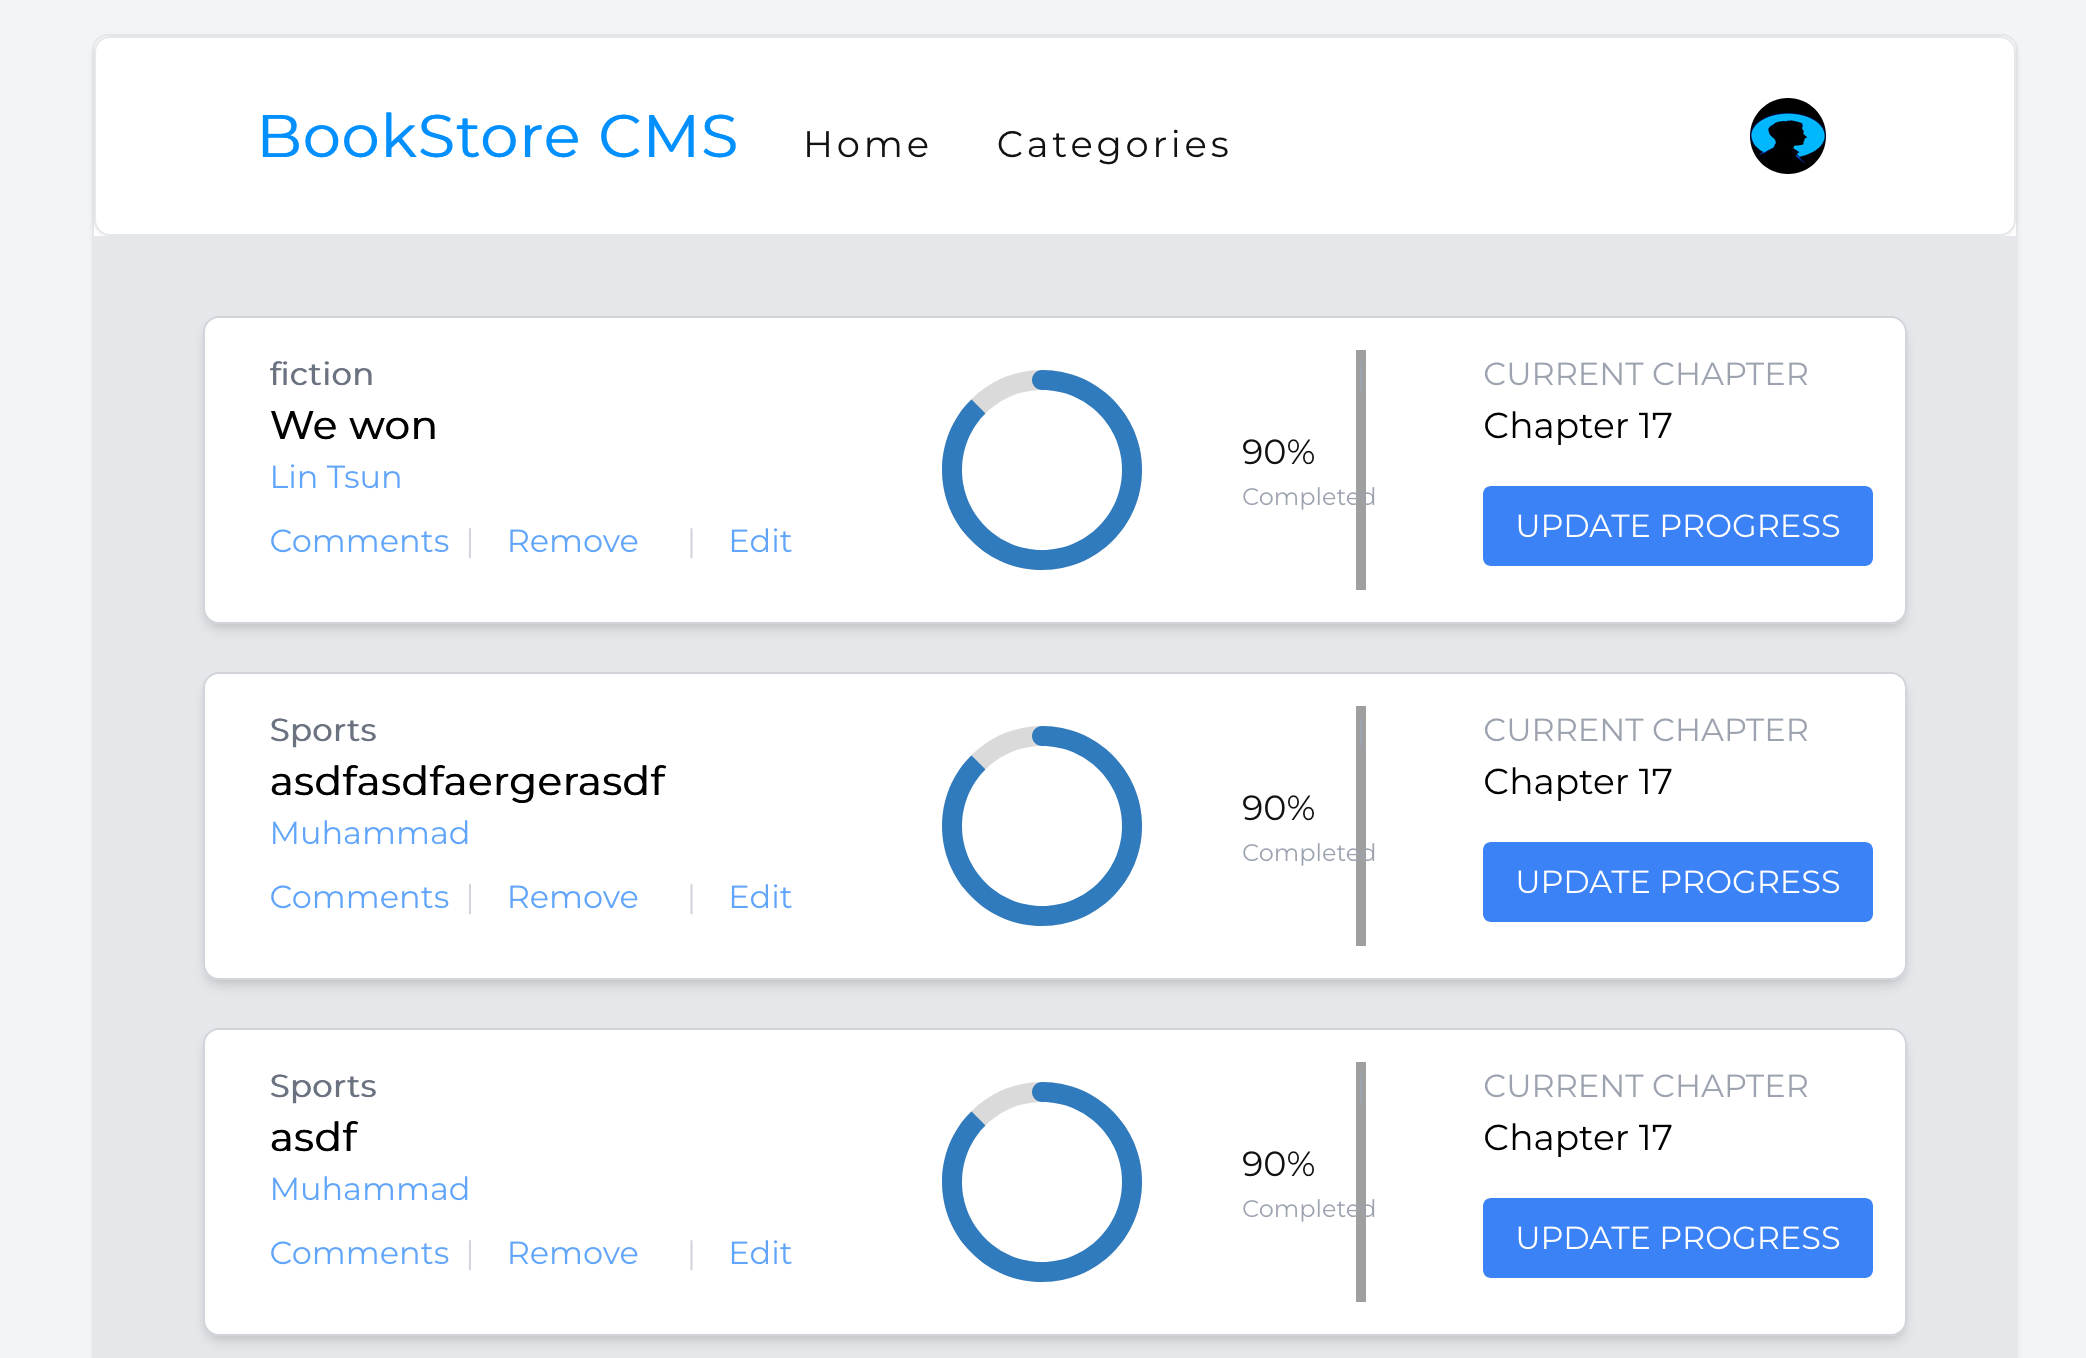 BookStore CMS Home Categories
fiction
We won
Lin Tsun
Comments | Remove | Edit
90%
Completed
CURRENT CHAPTER
Chapter 17
UPDATE PROGRESS
Sports
asdfasdfaergerasdf
Muhammad
Comments | Remove | Edit
90%
Completed
CURRENT CHAPTER
Chapter 17
UPDATE PROGRESS
Sports
asdf
Muhammad
Comments | Remove | Edit
90%
Completed
CURRENT CHAPTER
Chapter 17
UPDATE PROGRESS